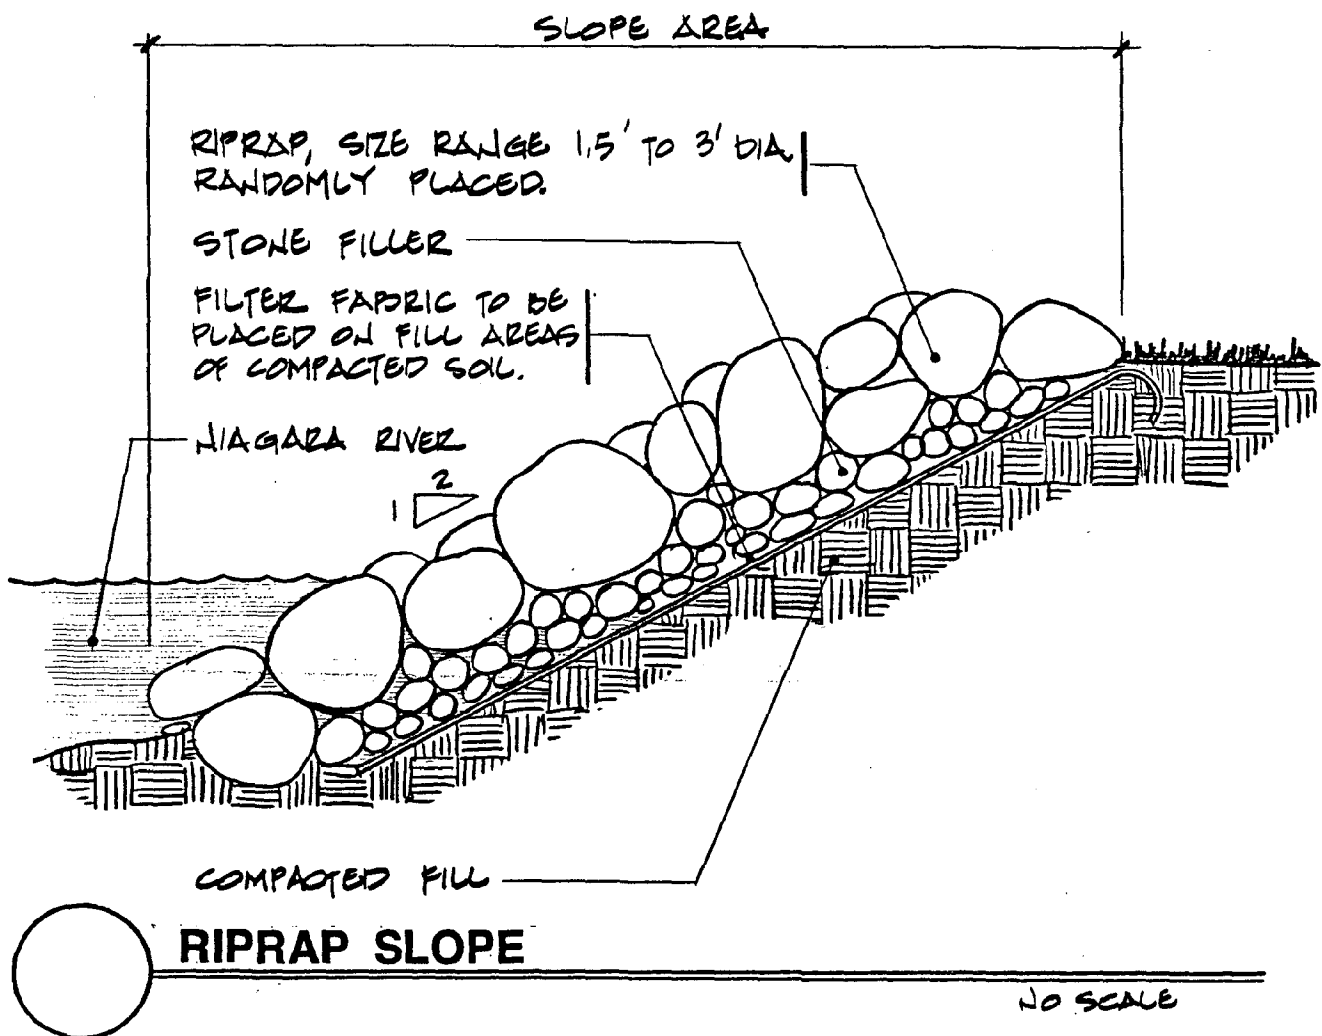 SLOPE AREA
RIPRAP, SIZE RANGE 1.5' TO 3' DIA.
RANDOMLY PLACED.
STONE FILLER
FILTER FABRIC TO BE
PLACED ON FILL AREAS
OF COMPACTED SOIL.
NIAGARA RIVER
2
1
COMPACTED FILL
RIPRAP SLOPE
NO SCALE